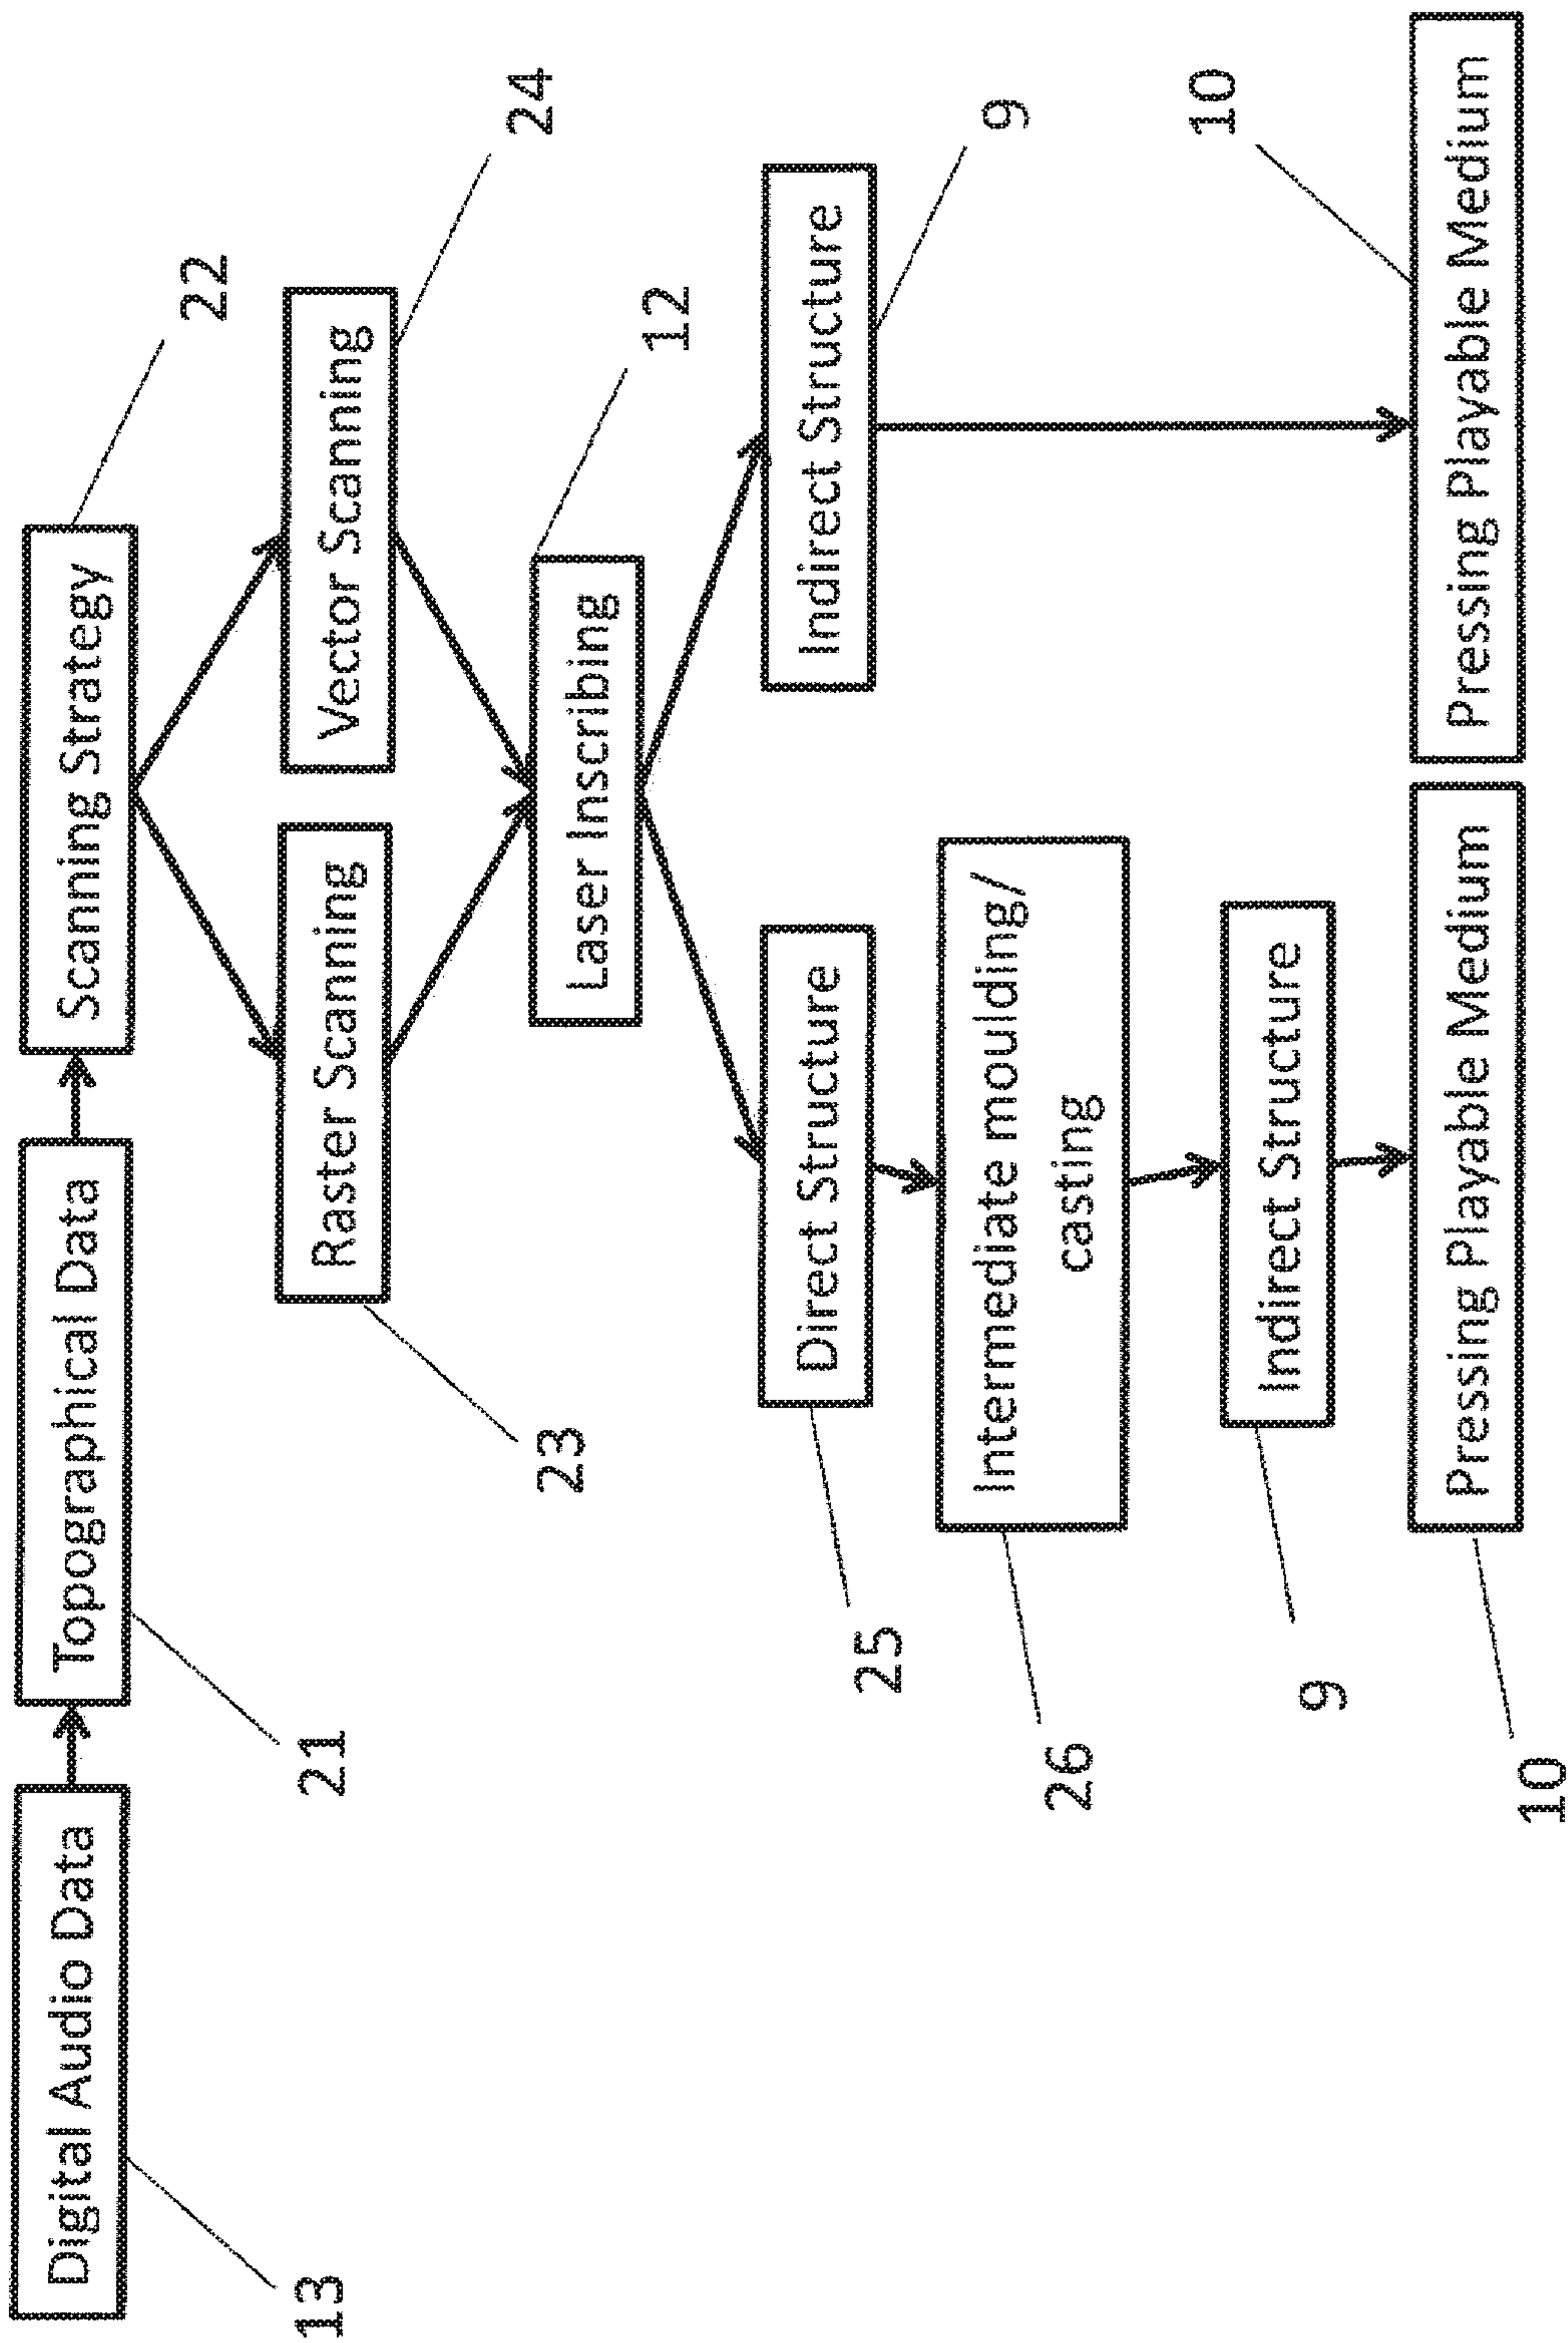 Digital Audio Data
Topographical Data
Scanning Strategy
13
21
22
Raster Scanning
Vector Scanning
23
24
Laser Inscribing
12
Direct Structure
Indirect Structure
25
9
Intermediate moulding/
casting
26
Indirect Structure
9
10
Pressing Playable Medium
Pressing Playable Medium
10